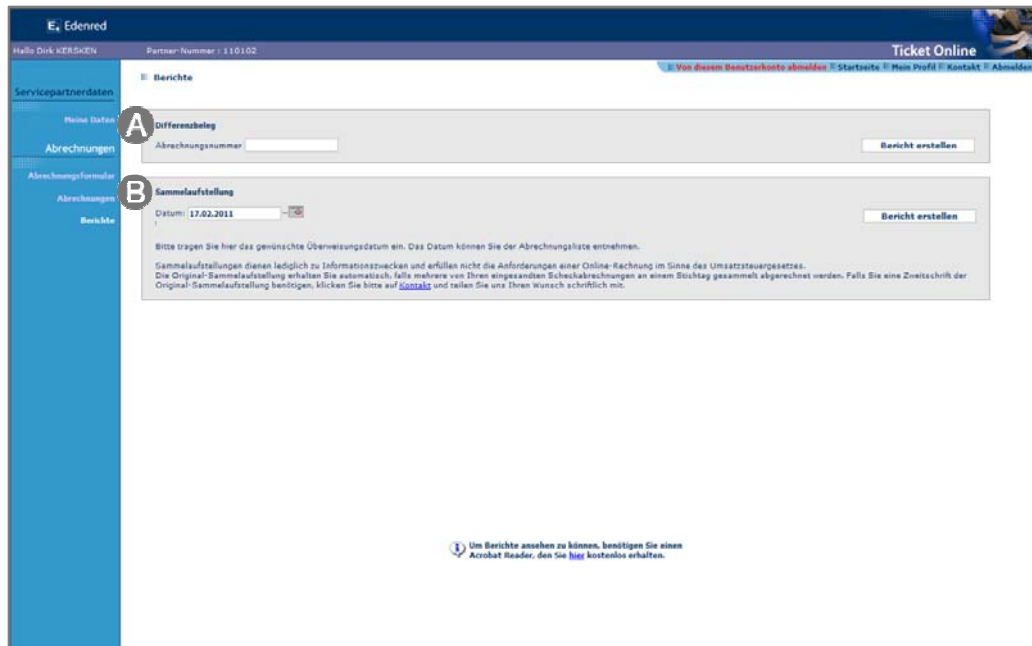 Edenred
Hallo Dirk KERSKEN
Partner-Nummer : 110102
Ticket Online
Von diesem Benutzerkonto abmelden Startseite Mein Profil Kontakt Abmelden
Servicepartnerdaten
Meine Daten
Abrechnungen
Abrechnungsformular
Abrechnungen
Berichte
Berichte
A
Differenzbeleg
Abrechnungsnummer
Bericht erstellen
B
Sammelaufstellung
Datum: 17.02.2011
Bericht erstellen
Bitte tragen Sie hier das gewünschte Überweisungsdatum ein. Das Datum können Sie der Abrechnungsliste entnehmen.
Sammelaufstellungen dienen lediglich zu Informationszwecken und erfüllen nicht die Anforderungen einer Online-Rechnung im Sinne des Umsatzsteuergesetzes.
Die Original-Sammelaufstellung erhalten Sie automatisch, falls mehrere von Ihren eingesandten Scheckabrechnungen an einem Stichtag gesammelt abgerechnet werden. Falls Sie eine Zweitschrift der
Original-Sammelaufstellung benötigen, klicken Sie bitte auf Kontakt und teilen Sie uns Ihren Wunsch schriftlich mit.
Um Berichte ansehen zu können, benötigen Sie einen
Acrobat Reader, den Sie hier kostenlos erhalten.